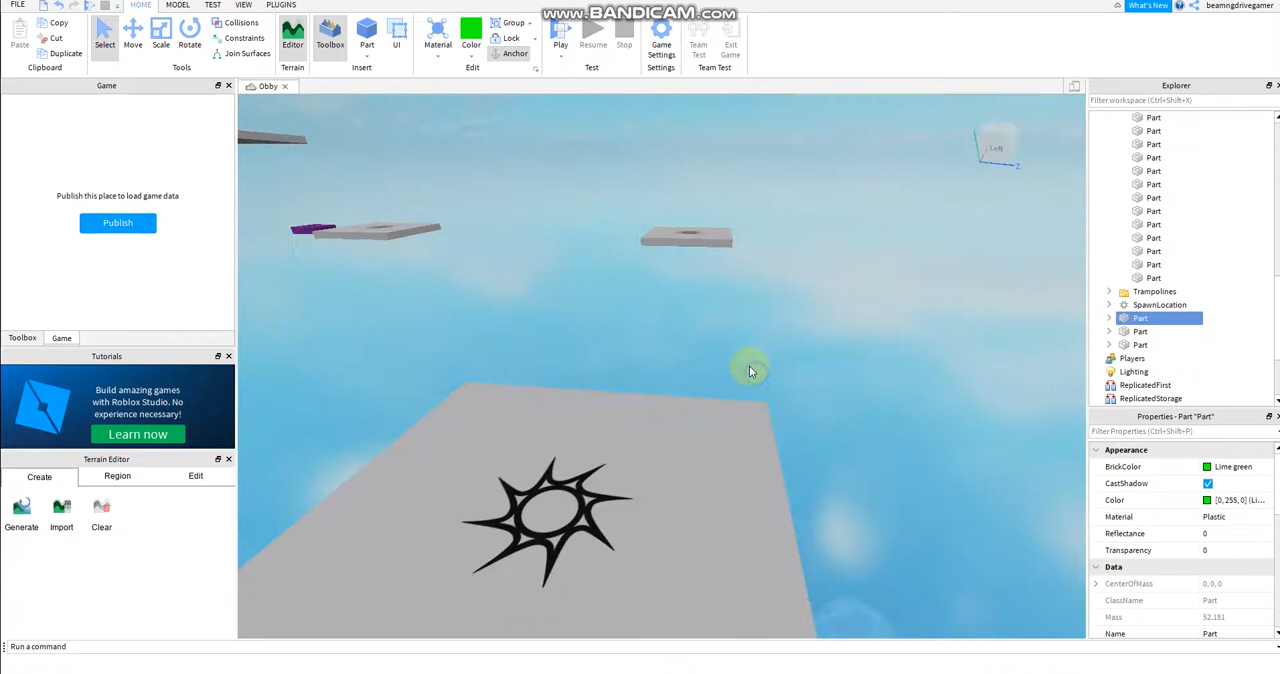 www.BANDICAM.com
FILE HOME MODEL TEST VIEW PLUGINS What's New beamngdrivegamer
Paste Copy Cut Duplicate Clipboard
Select Move Scale Rotate Collisions Constraints Join Surfaces Tools
Editor Terrain
Toolbox Part UI Insert
Material Color Group Lock Anchor Edit
Play Resume Stop Test
Game Settings Settings
Team Test Exit Game Team Test
Game
Publish this place to load game data
Publish
Toolbox Game
Tutorials
Build amazing games with Roblox Studio. No experience necessary!
Learn now
Terrain Editor
Create Region Edit
Generate Import Clear
Obby
Left
Z
Explorer
Filter workspace (Ctrl+Shift+X)
Part
Part
Part
Part
Part
Part
Part
Part
Part
Part
Part
Part
Part
Trampolines
SpawnLocation
Part
Part
Part
Players
Lighting
ReplicatedFirst
ReplicatedStorage
Properties - Part "Part"
Filter Properties (Ctrl+Shift+P)
Appearance
BrickColor Lime green
CastShadow
Color [0, 255, 0] (Li...
Material Plastic
Reflectance 0
Transparency 0
Data
CenterOfMass 0, 0, 0
ClassName Part
Mass 52,181
Name Part
Run a command